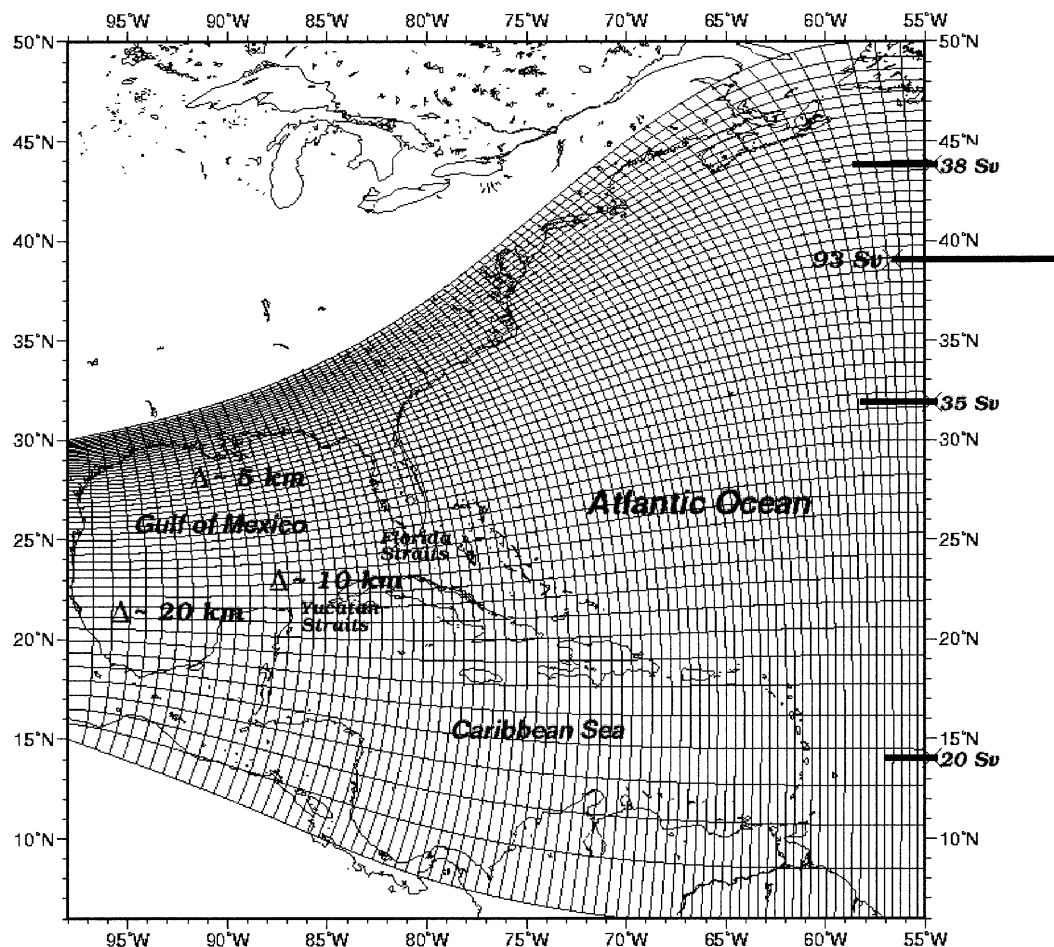 95°W 90°W 85°W 80°W 75°W 70°W 65°W 60°W 55°W
50°N 50°N
45°N 45°N
38 Sv
40°N 40°N
93 Sv
35°N 35°N
35 Sv
30°N 30°N
Δ~ 5 km
Atlantic Ocean
Gulf of Mexico
25°N Florida 25°N
Straits
Δ~ 10 km
Δ~ 20 km Yucatan
Straits
20°N 20°N
Caribbean Sea
15°N 15°N
20 Sv
10°N 10°N
95°W 90°W 85°W 80°W 75°W 70°W 65°W 60°W 55°W